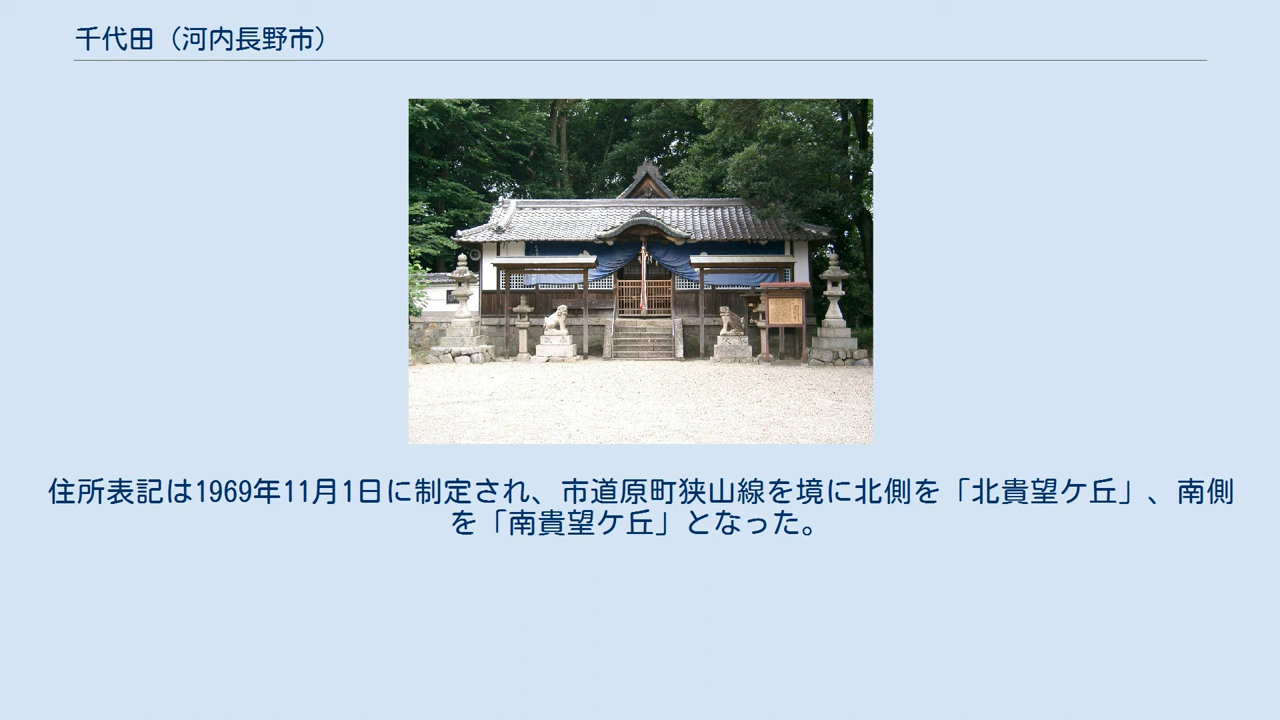 千代田（河内長野市）
住所表記は1969年11月1日に制定され、市道原町狭山線を境に北側を「北貴望ケ丘」、南側
を「南貴望ケ丘」となった。